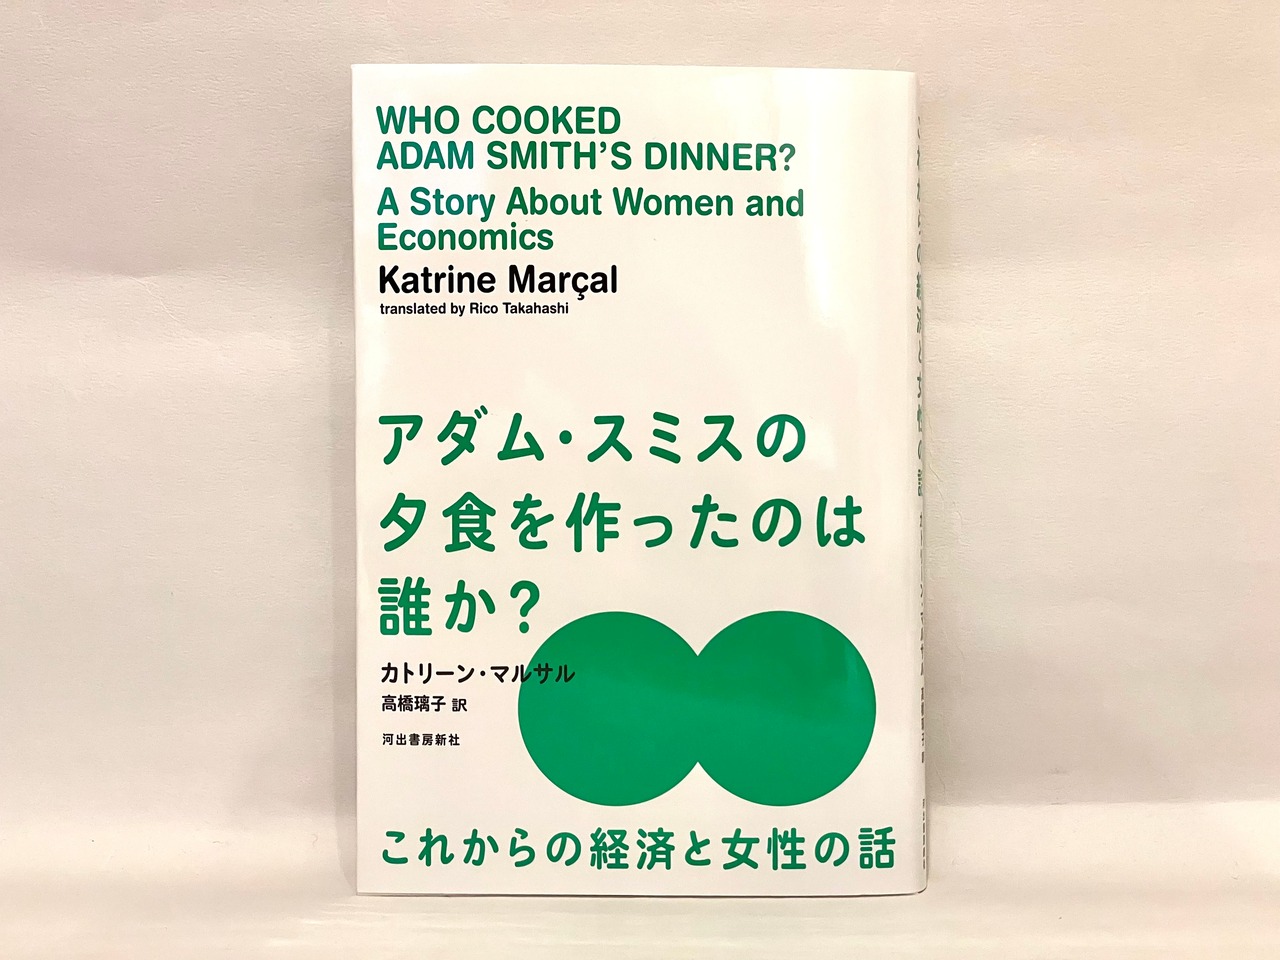 WHO COOKED
ADAM SMITH'S DINNER?
A Story About Women and
Economics
Katrine Marçal
translated by Rico Takahashi
アダム・スミスの
夕食を作ったのは
誰か?
カトリーン・マルサル
高橋璃子 訳
河出書房新社
これからの経済と女性の話